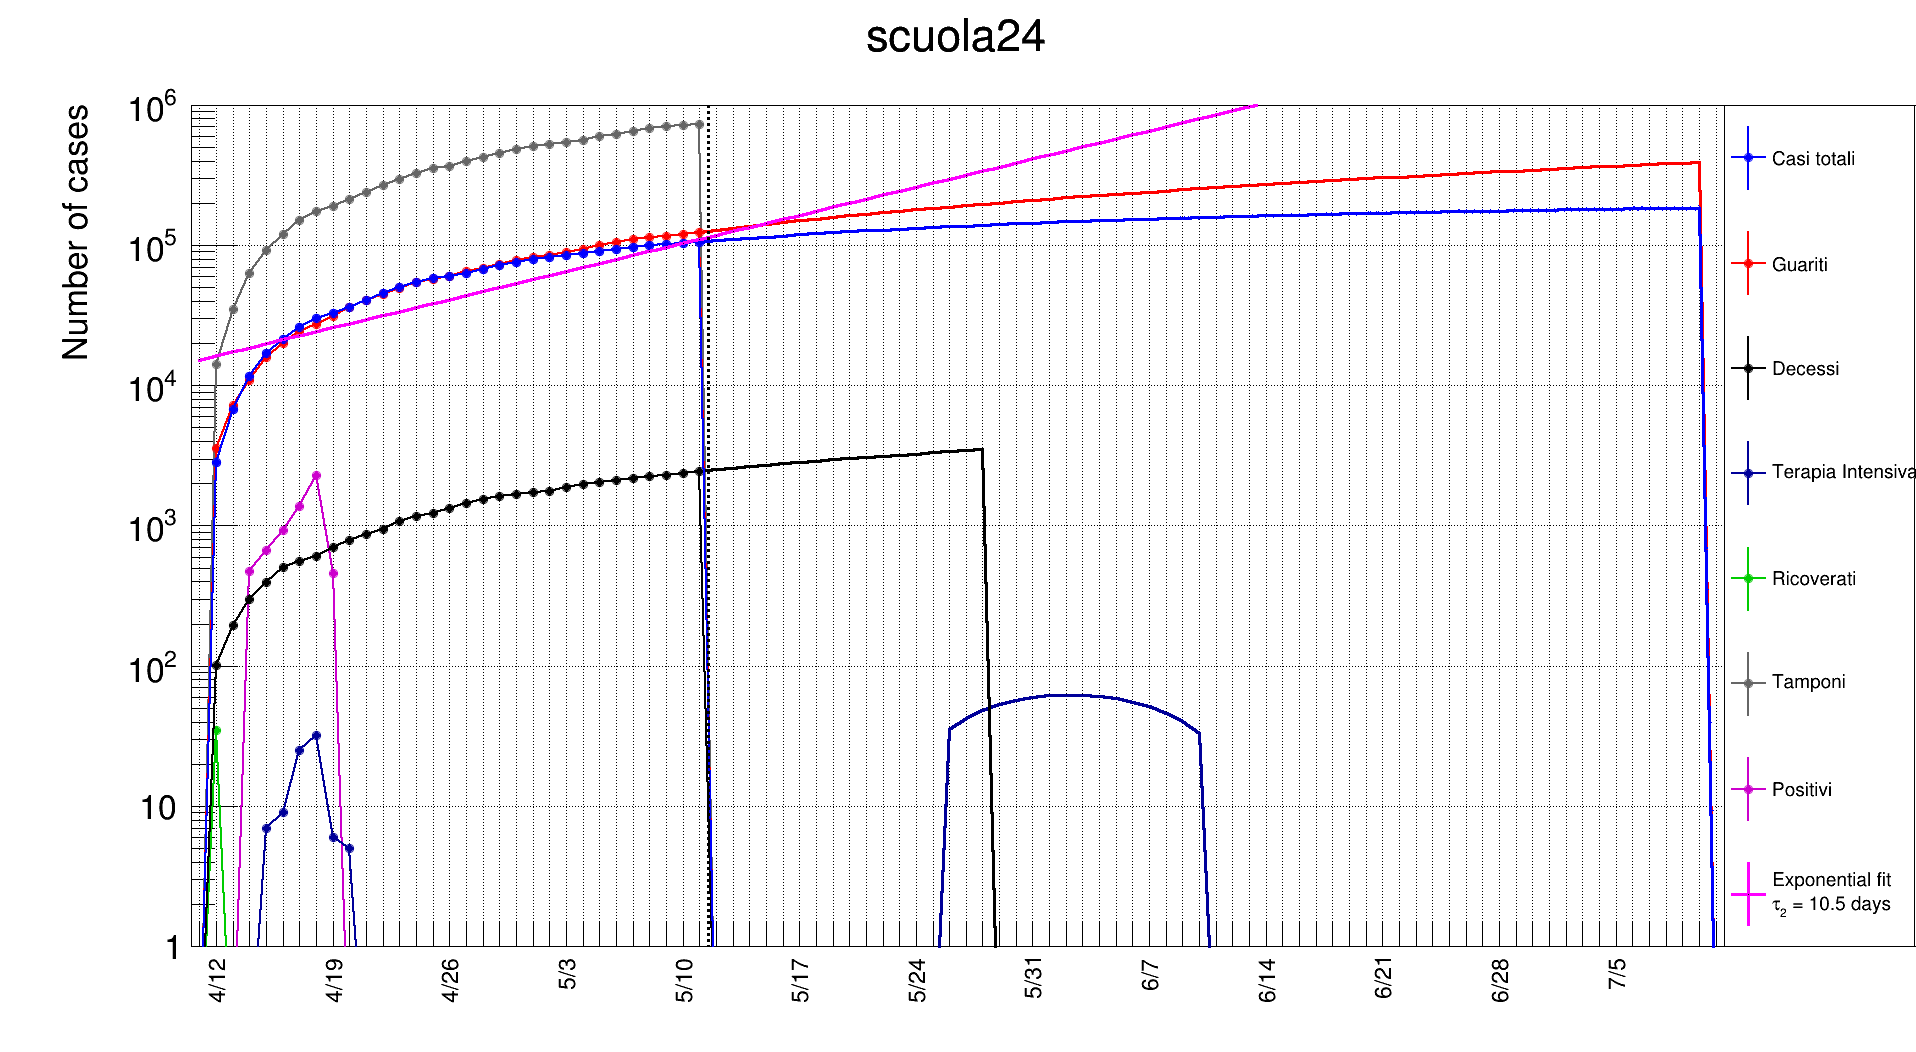 scuola24
Number of cases
10^6
10^5
10^4
10^3
10^2
10
1
4/12
4/19
4/26
5/3
5/10
5/17
5/24
5/31
6/7
6/14
6/21
6/28
7/5
Casi totali
Guariti
Decessi
Terapia Intensiva
Ricoverati
Tamponi
Positivi
Exponential fit
τ_2 = 10.5 days